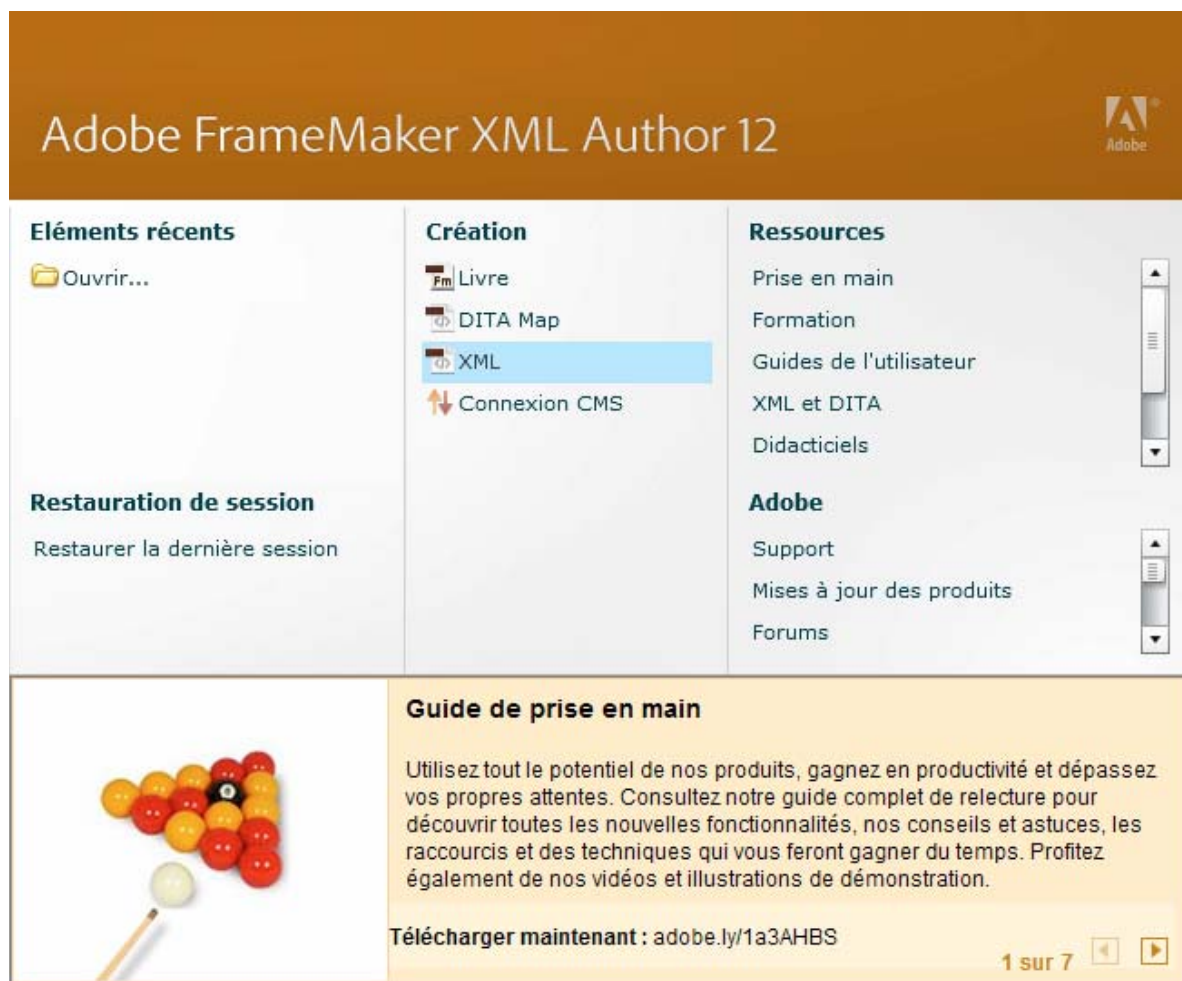 Adobe FrameMaker XML Author 12
Adobe
Eléments récents
Ouvrir...
Restauration de session
Restaurer la dernière session
Création
Fm Livre
DITA Map
XML
Connexion CMS
Ressources
Prise en main
Formation
Guides de l'utilisateur
XML et DITA
Didacticiels
Adobe
Support
Mises à jour des produits
Forums
Guide de prise en main
Utilisez tout le potentiel de nos produits, gagnez en productivité et dépassez
vos propres attentes. Consultez notre guide complet de relecture pour
découvrir toutes les nouvelles fonctionnalités, nos conseils et astuces, les
raccourcis et des techniques qui vous feront gagner du temps. Profitez
également de nos vidéos et illustrations de démonstration.
Télécharger maintenant : adobe.ly/1a3AHBS
1 sur 7